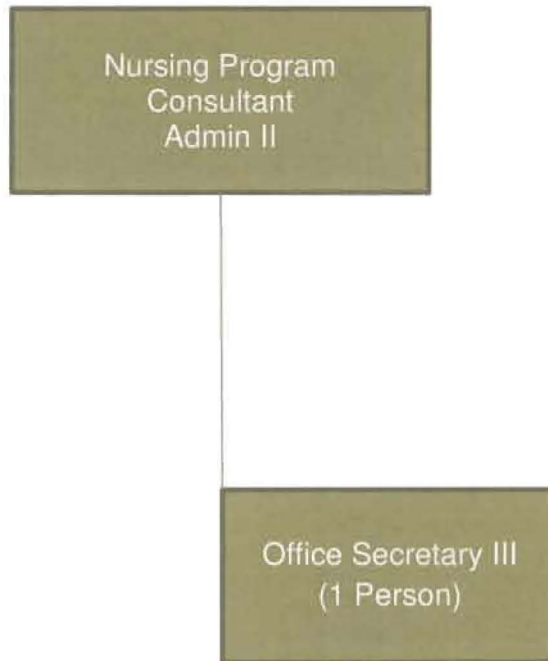 Nursing Program
Consultant
Admin II
Office Secretary III
(1 Person)